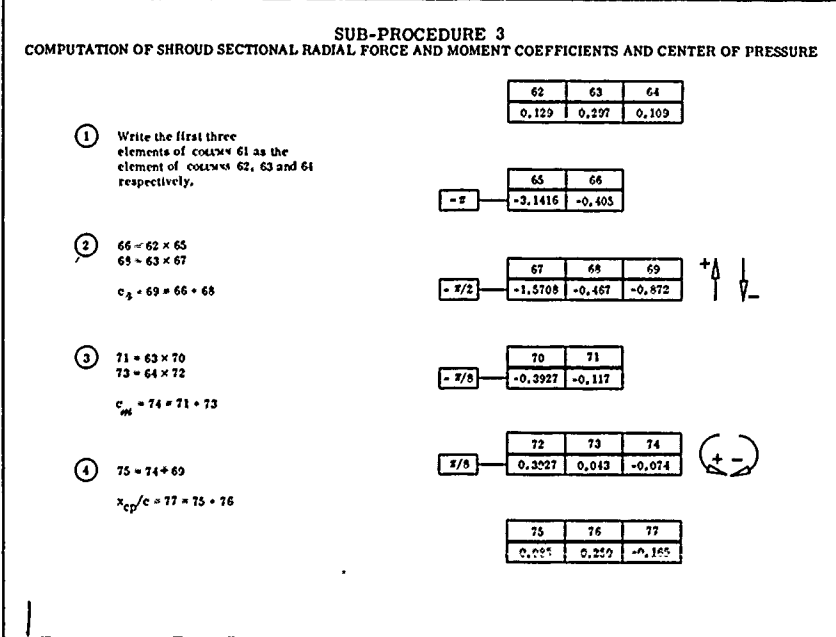 SUB-PROCEDURE 3
COMPUTATION OF SHROUD SECTIONAL RADIAL FORCE AND MOMENT COEFFICIENTS AND CENTER OF PRESSURE
62 63 64
0.129 0.297 0.109
1 Write the first three
elements of COLUMN 61 as the
element of COLUMNS 62, 63 and 64
respectively.
65 66
- π -3.1416 -0.405
2 66 = 62 × 65
68 = 63 × 67
c = 69 = 66 + 68
67 68 69
- π/2 -1.5708 -0.467 -0.872
+ -
3 71 = 63 × 70
73 = 64 × 72
cm = 74 = 71 + 73
70 71
- π/8 -0.3927 -0.117
72 73 74
π/8 0.3927 0.043 -0.074
+ -
4 75 = 74 ÷ 69
xcp/c = 77 = 75 + 76
75 76 77
0.085 0.250 -0.165